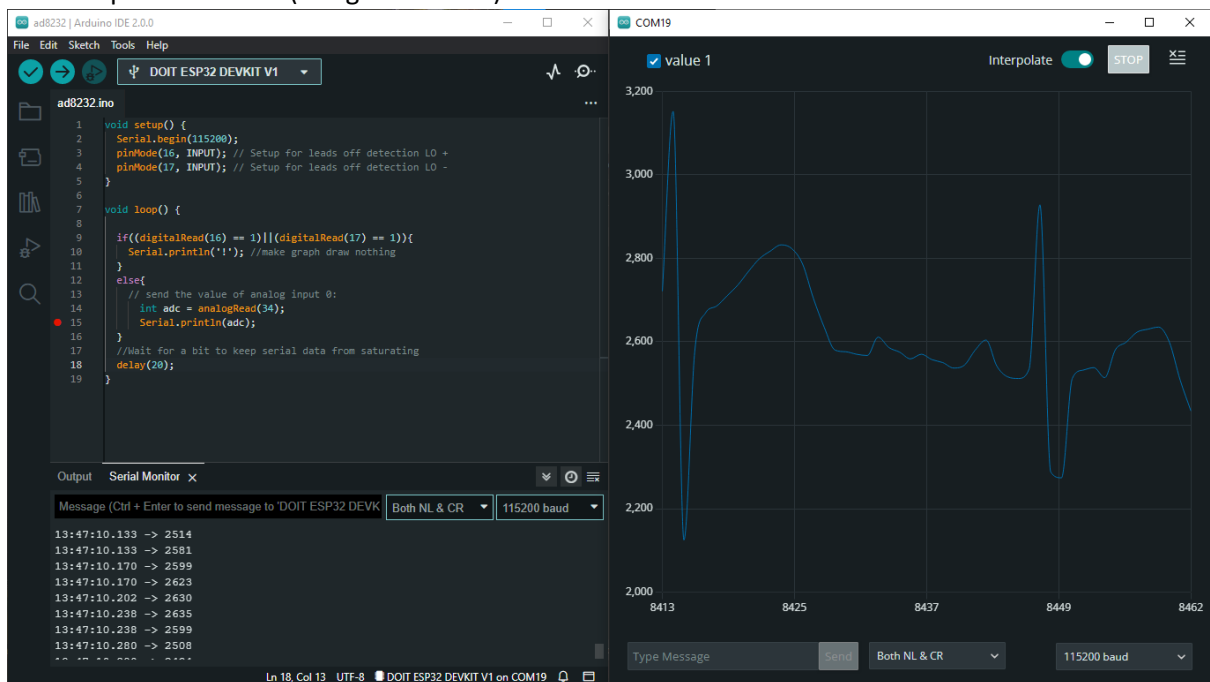 ad8232 | Arduino IDE 2.0.0
File Edit Sketch Tools Help
DOIT ESP32 DEVKIT V1
ad8232.ino
1 void setup() {
2 Serial.begin(115200);
3 pinMode(16, INPUT); // Setup for leads off detection LO +
4 pinMode(17, INPUT); // Setup for leads off detection LO -
5 }
6
7 void loop() {
8
9 if((digitalRead(16) == 1)||(digitalRead(17) == 1)){
10 Serial.println('!'); //make graph draw nothing
11 }
12 else{
13 // send the value of analog input 0:
14 int adc = analogRead(34);
15 Serial.println(adc);
16 }
17 //Wait for a bit to keep serial data from saturating
18 delay(20);
19 }
Output Serial Monitor x
Message (Ctrl + Enter to send message to 'DOIT ESP32 DEVK
Both NL & CR
115200 baud
13:47:10.133 -> 2514
13:47:10.133 -> 2581
13:47:10.170 -> 2599
13:47:10.170 -> 2623
13:47:10.202 -> 2630
13:47:10.238 -> 2635
13:47:10.238 -> 2599
13:47:10.280 -> 2508
Ln 18, Col 13 UTF-8 DOIT ESP32 DEVKIT V1 on COM19
COM19
value 1
Interpolate
STOP
3,200
3,000
2,800
2,600
2,400
2,200
2,000
8413 8425 8437 8449 8462
Type Message
Send
Both NL & CR
115200 baud